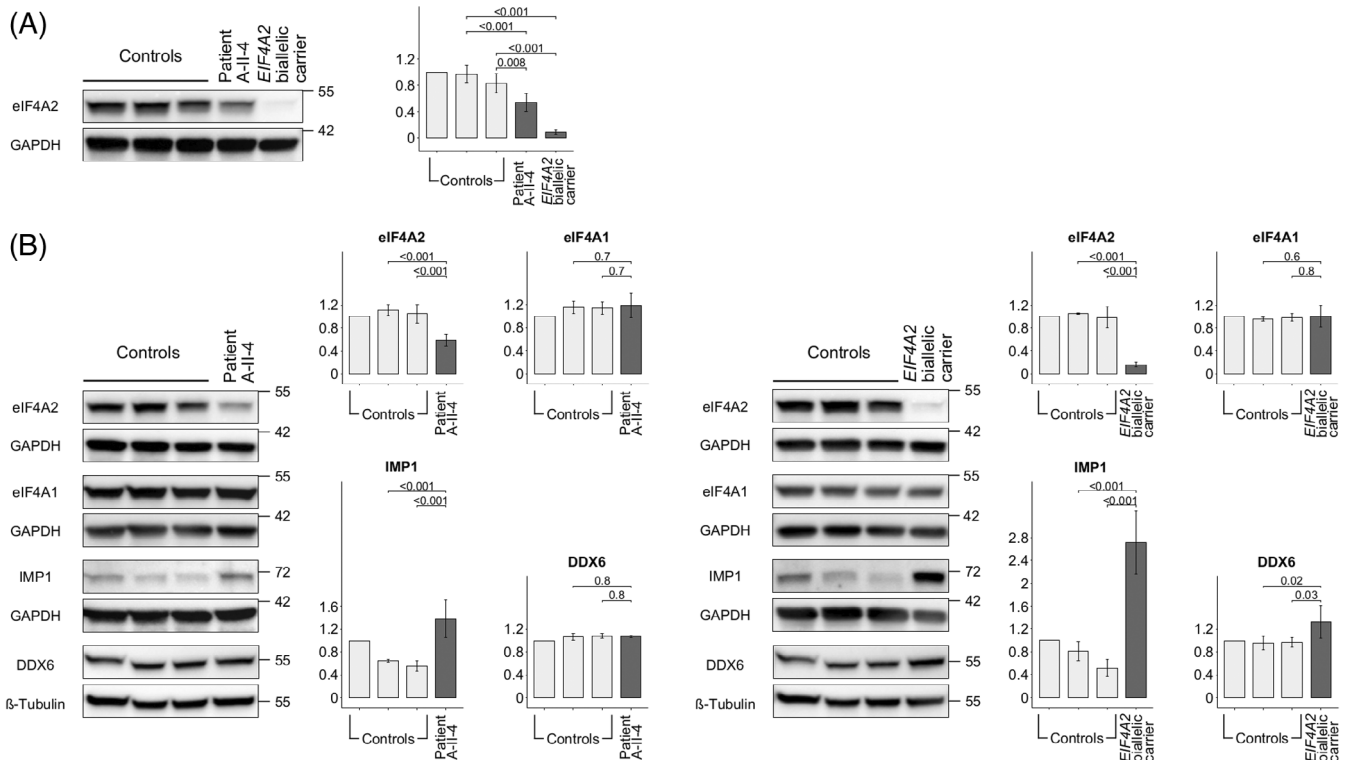 (A)
Controls
Patient
A-II-4
EIF4A2
biallelic
carrier
eIF4A2
GAPDH
55
42
<0.001
<0.001
<0.001
0.008
1.2
0.8
0.4
0
Controls
Patient
A-II-4
EIF4A2
biallelic
carrier
(B)
Controls
Patient
A-II-4
eIF4A2
55
GAPDH
42
eIF4A1
55
GAPDH
42
IMP1
72
GAPDH
42
DDX6
55
ß-Tubulin
55
eIF4A2
<0.001
<0.001
1.2
0.8
0.4
0
Controls
Patient
A-II-4
eIF4A1
0.7
0.7
1.2
0.8
0.4
0
Controls
Patient
A-II-4
IMP1
<0.001
<0.001
1.6
1.2
0.8
0.4
0
Controls
Patient
A-II-4
DDX6
0.8
0.8
1.2
0.8
0.4
0
Controls
Patient
A-II-4
Controls
EIF4A2
biallelic
carrier
eIF4A2
55
GAPDH
42
eIF4A1
55
GAPDH
42
IMP1
72
GAPDH
42
DDX6
55
ß-Tubulin
55
eIF4A2
<0.001
<0.001
1.2
0.8
0.4
0
Controls
EIF4A2
biallelic
carrier
eIF4A1
0.6
0.8
1.2
0.8
0.4
0
Controls
EIF4A2
biallelic
carrier
IMP1
<0.001
<0.001
2.8
2.4
2
1.6
1.2
0.8
0.4
0
Controls
EIF4A2
biallelic
carrier
DDX6
0.02
0.03
1.2
0.8
0.4
0
Controls
EIF4A2
biallelic
carrier